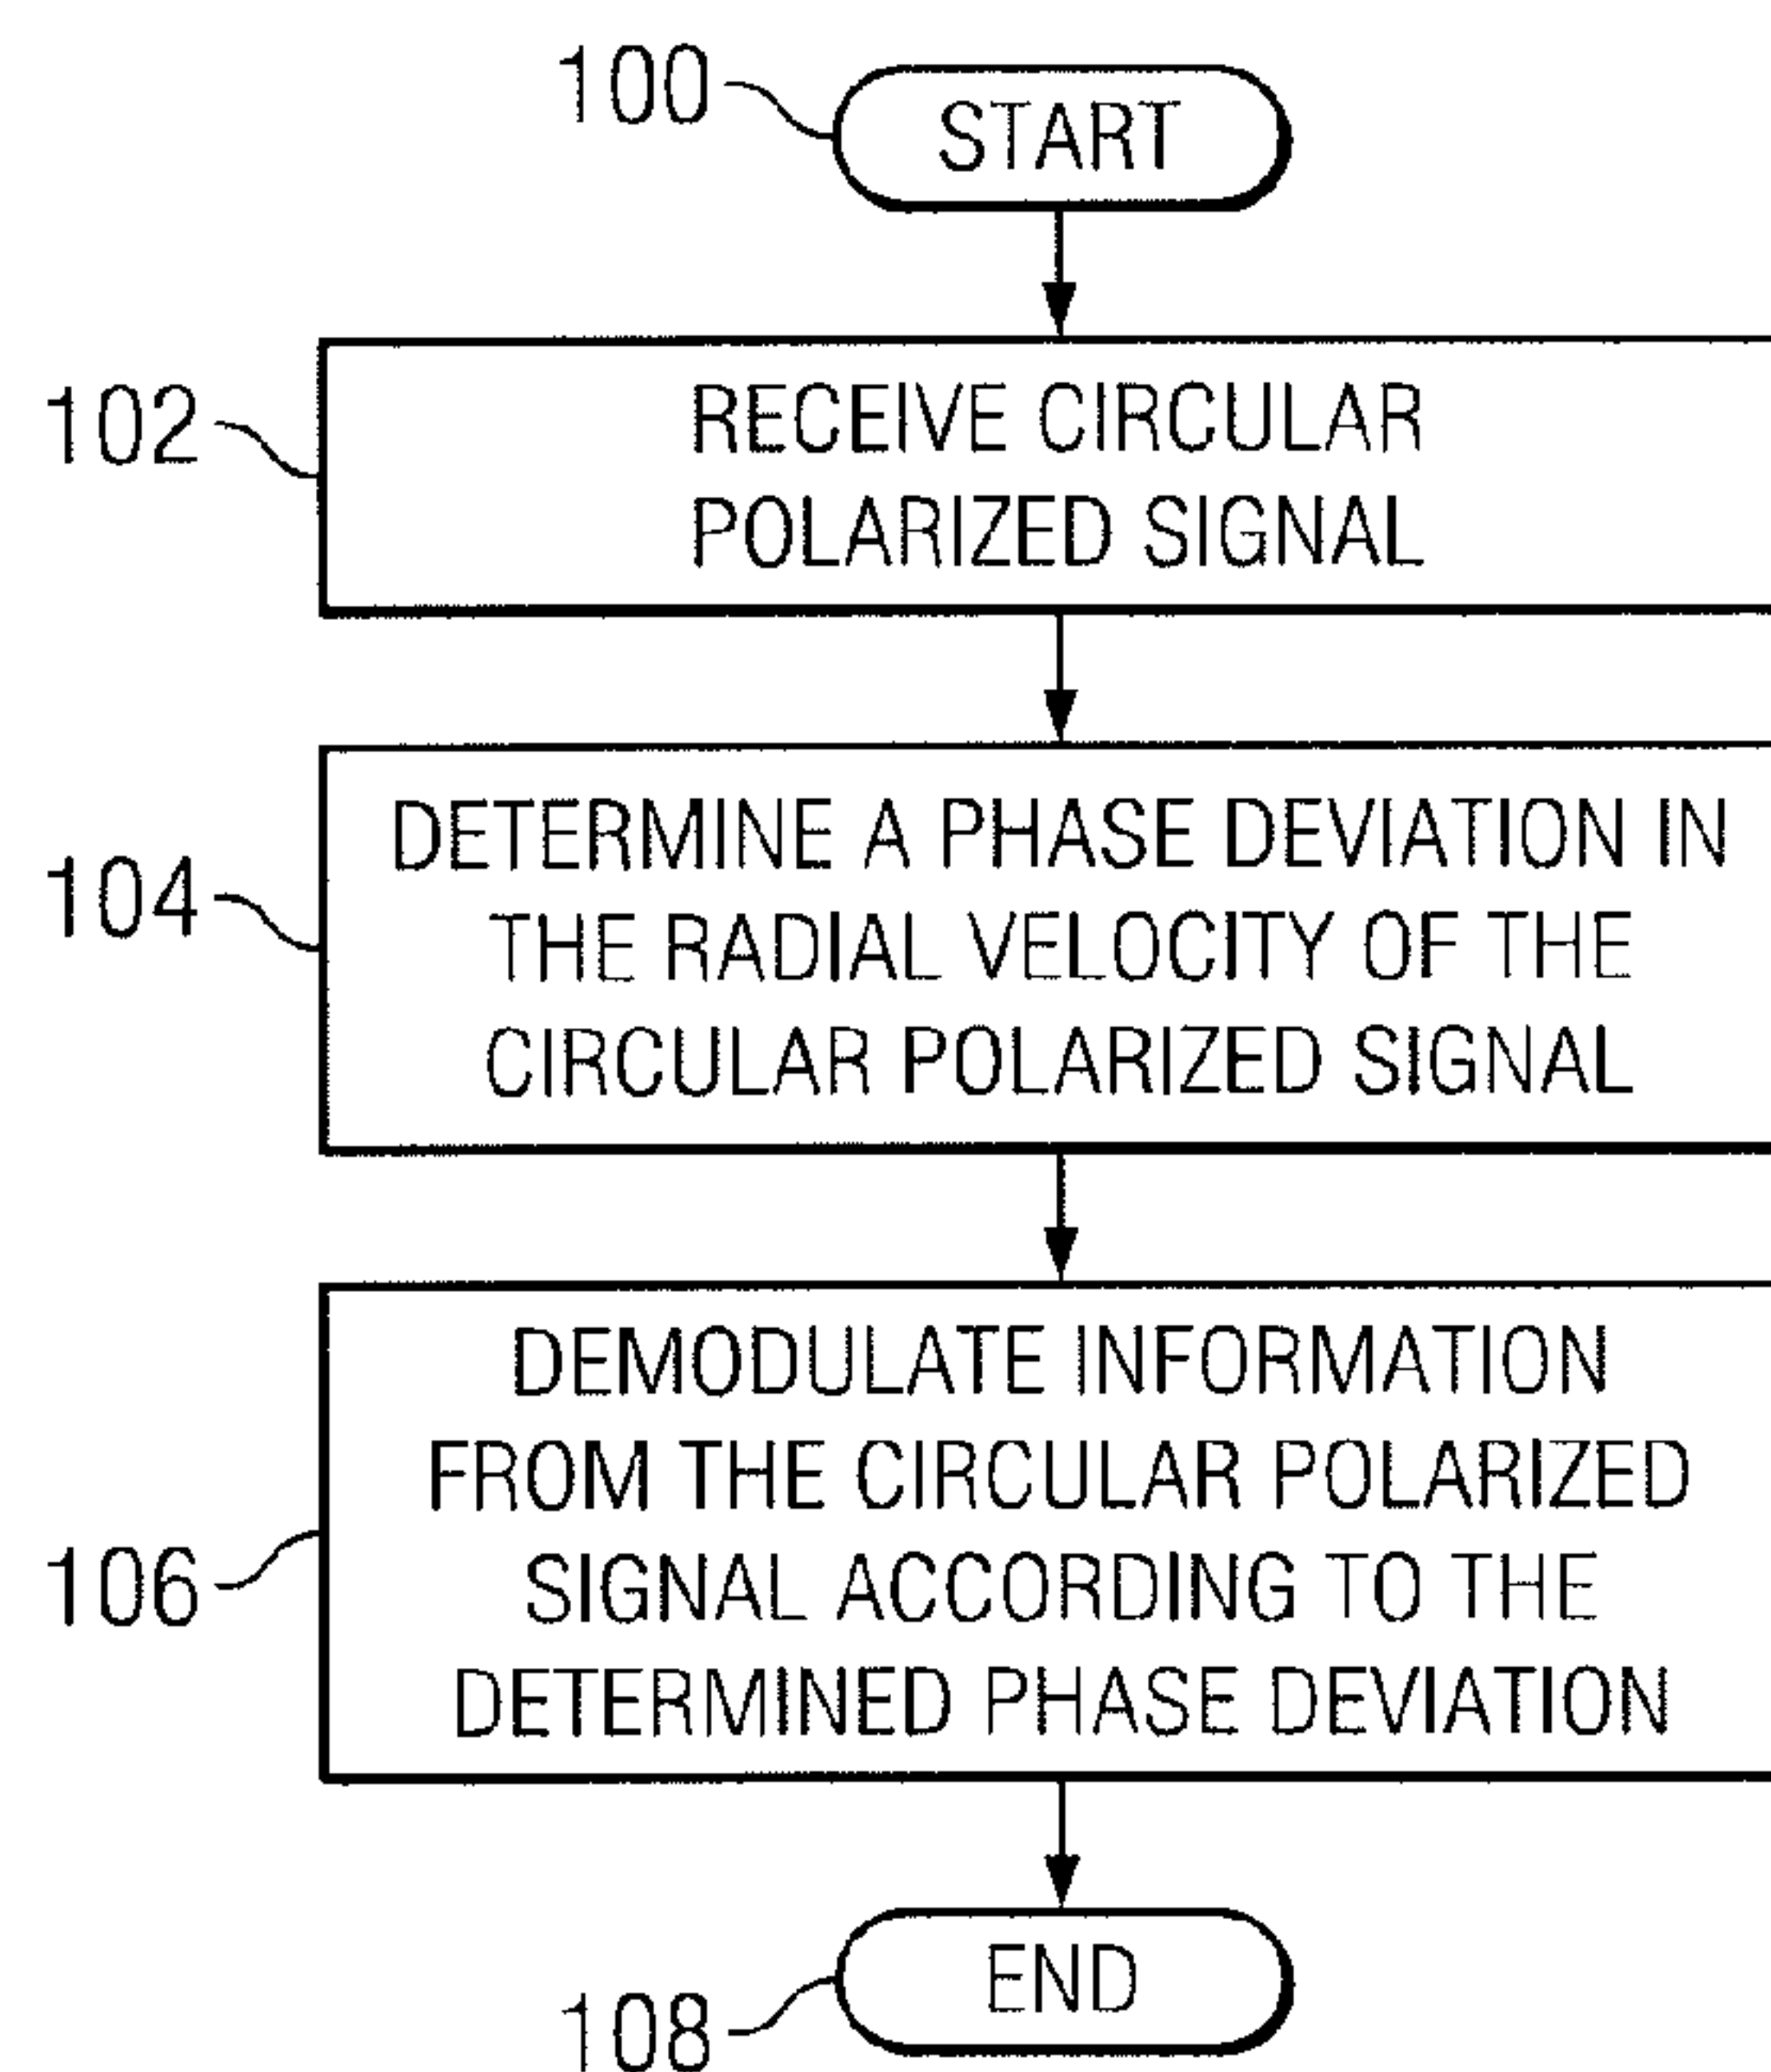 100
START
102
RECEIVE CIRCULAR
POLARIZED SIGNAL
104
DETERMINE A PHASE DEVIATION IN
THE RADIAL VELOCITY OF THE
CIRCULAR POLARIZED SIGNAL
106
DEMODULATE INFORMATION
FROM THE CIRCULAR POLARIZED
SIGNAL ACCORDING TO THE
DETERMINED PHASE DEVIATION
108
END